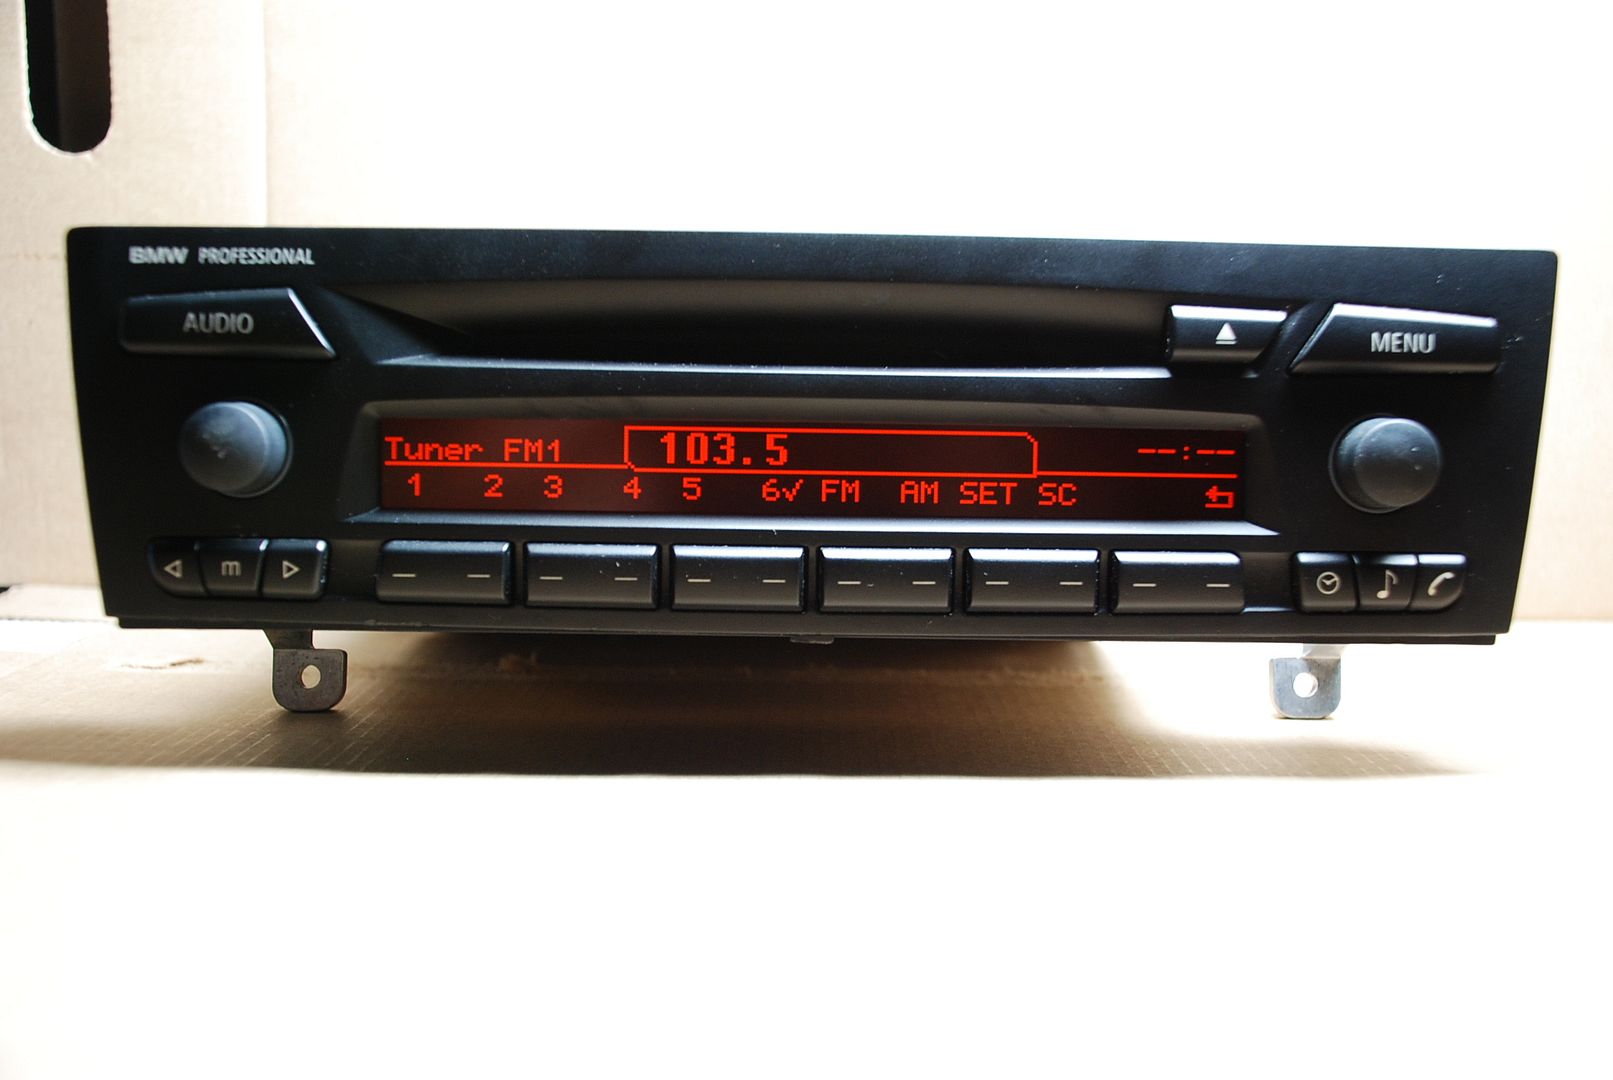 BMW PROFESSIONAL
AUDIO
MENU
Tuner FM1 103.5 --:--
1 2 3 4 5 6✓ FM AM SET SC
m